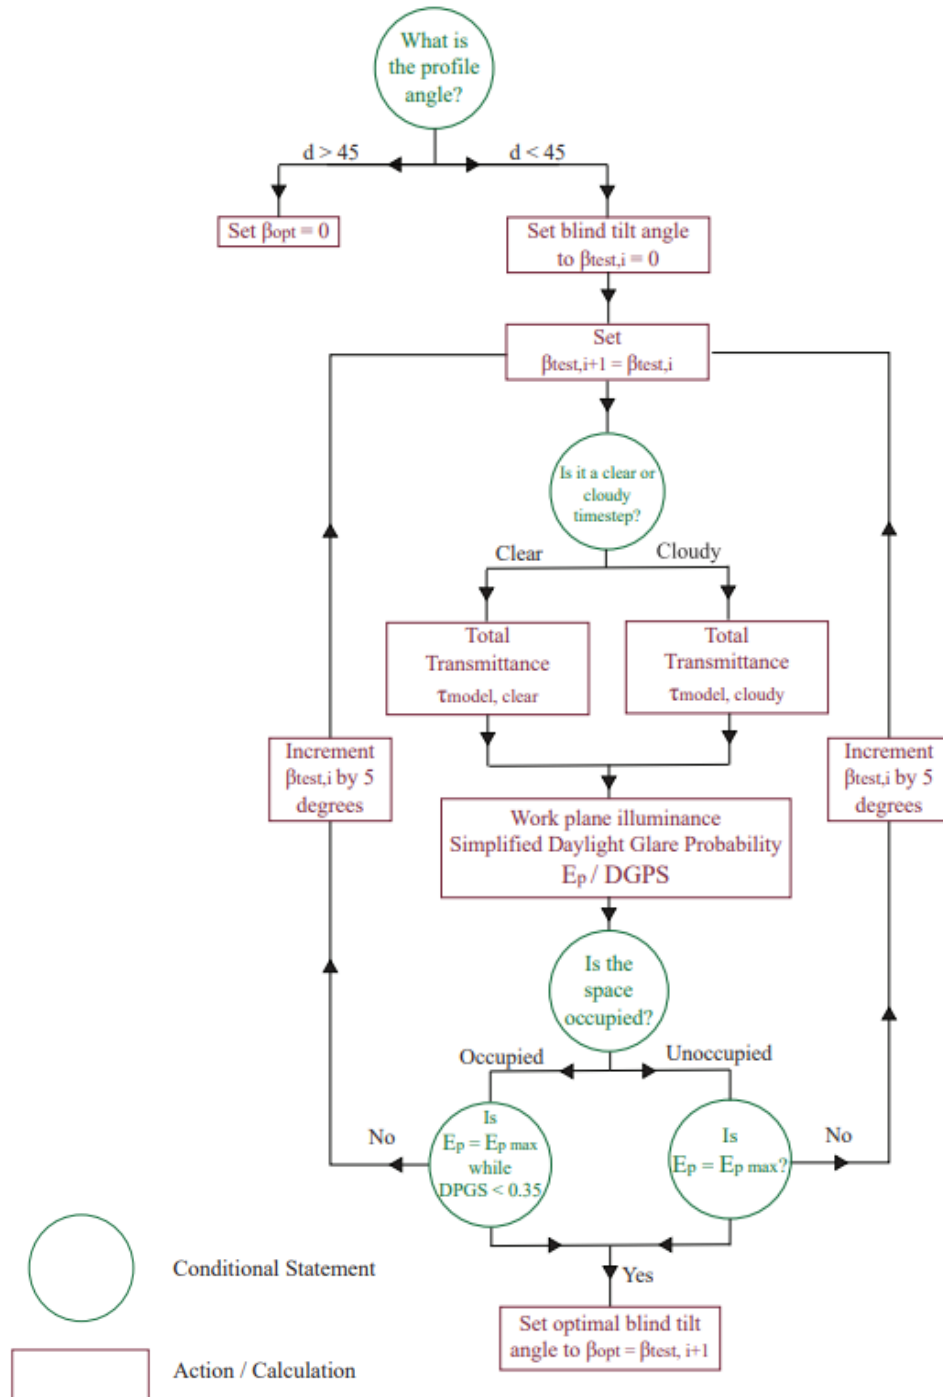 What is
the profile
angle?
d > 45
d < 45
Set βopt = 0
Set blind tilt angle
to βtest,i = 0
Set
βtest,i+1 = βtest,i
Is it a clear or
cloudy
timestep?
Clear
Cloudy
Total
Transmittance
τmodel, clear
Total
Transmittance
τmodel, cloudy
Increment
βtest,i by 5
degrees
Increment
βtest,i by 5
degrees
Work plane illuminance
Simplified Daylight Glare Probability
Ep / DGPS
Is the
space
occupied?
Occupied
Unoccupied
No
Is
Ep = Ep max
while
DPGS < 0.35
Is
Ep = Ep max?
No
Yes
Set optimal blind tilt
angle to βopt = βtest, i+1
Conditional Statement
Action / Calculation